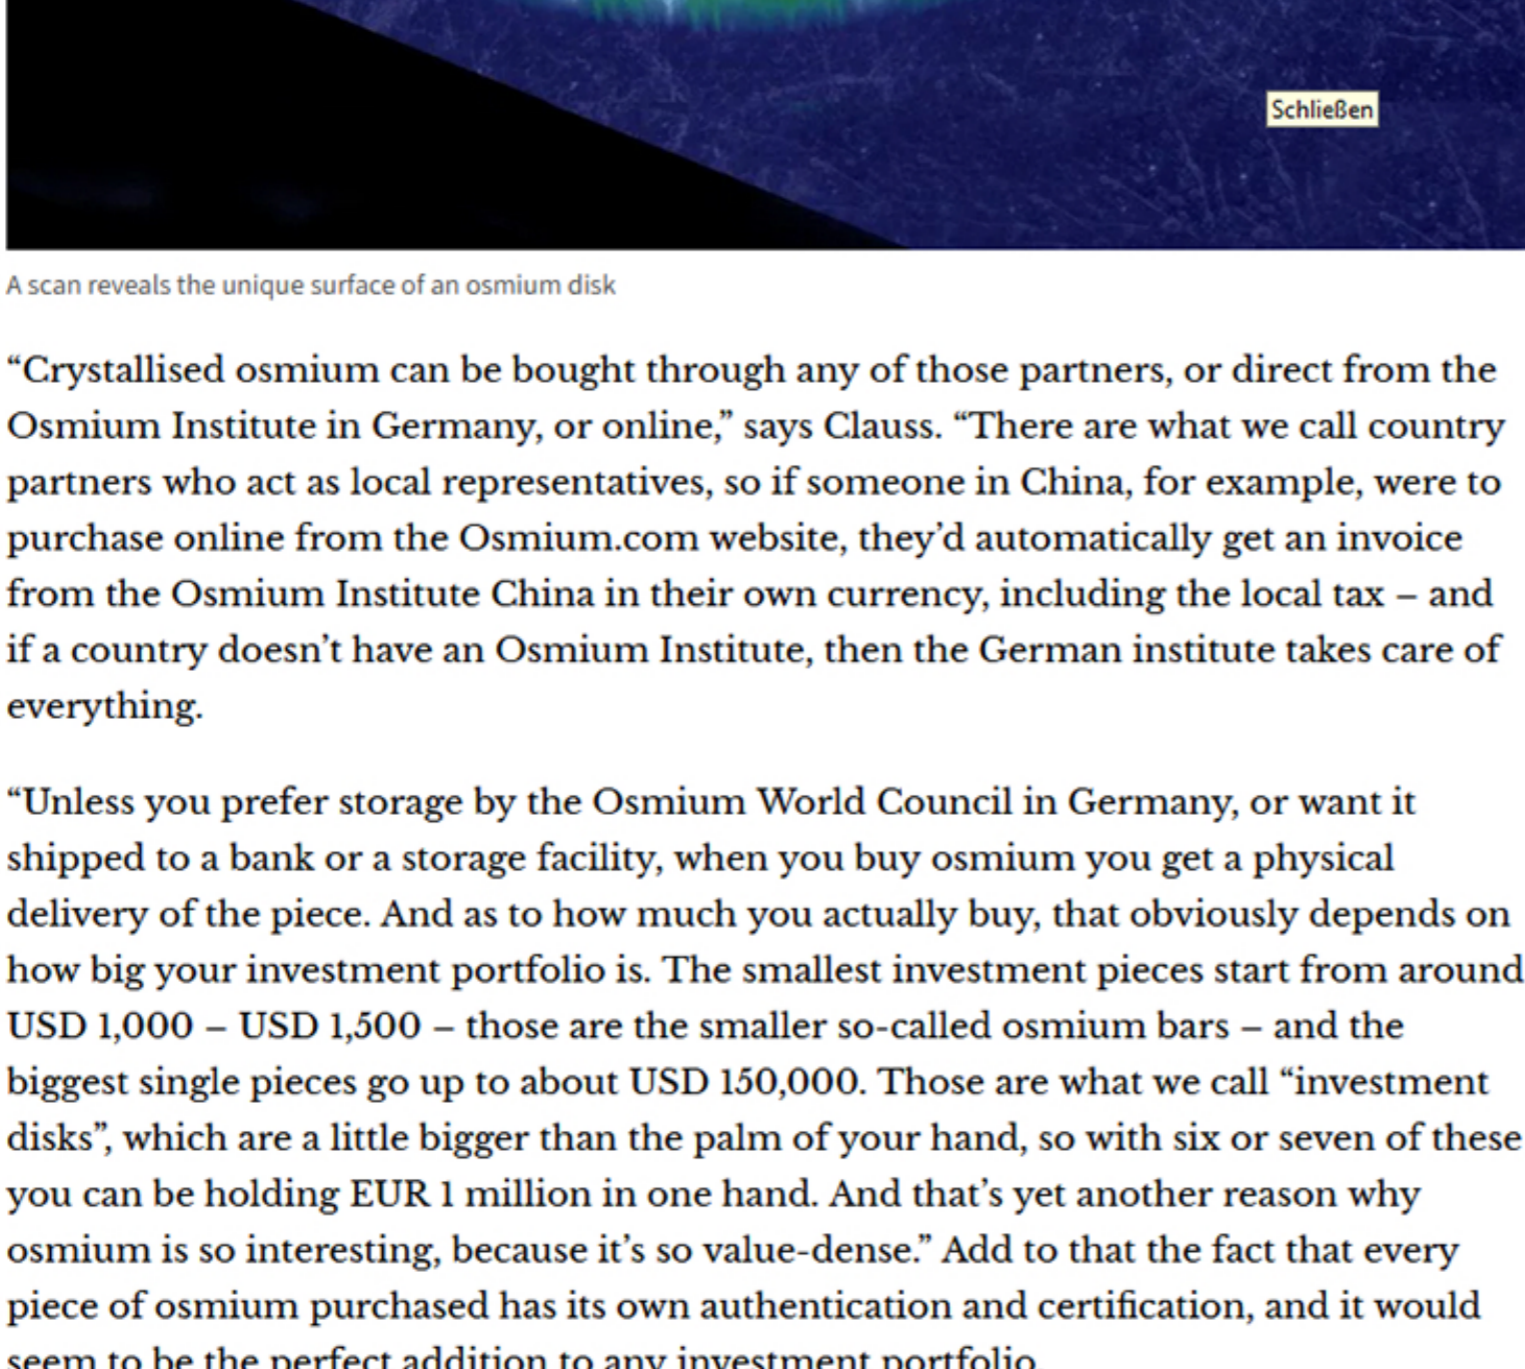 Schließen
A scan reveals the unique surface of an osmium disk
“Crystallised osmium can be bought through any of those partners, or direct from the
Osmium Institute in Germany, or online,” says Clauss. “There are what we call country
partners who act as local representatives, so if someone in China, for example, were to
purchase online from the Osmium.com website, they’d automatically get an invoice
from the Osmium Institute China in their own currency, including the local tax – and
if a country doesn’t have an Osmium Institute, then the German institute takes care of
everything.
“Unless you prefer storage by the Osmium World Council in Germany, or want it
shipped to a bank or a storage facility, when you buy osmium you get a physical
delivery of the piece. And as to how much you actually buy, that obviously depends on
how big your investment portfolio is. The smallest investment pieces start from around
USD 1,000 – USD 1,500 – those are the smaller so-called osmium bars – and the
biggest single pieces go up to about USD 150,000. Those are what we call “investment
disks”, which are a little bigger than the palm of your hand, so with six or seven of these
you can be holding EUR 1 million in one hand. And that’s yet another reason why
osmium is so interesting, because it’s so value-dense.” Add to that the fact that every
piece of osmium purchased has its own authentication and certification, and it would
seem to be the perfect addition to any investment portfolio.